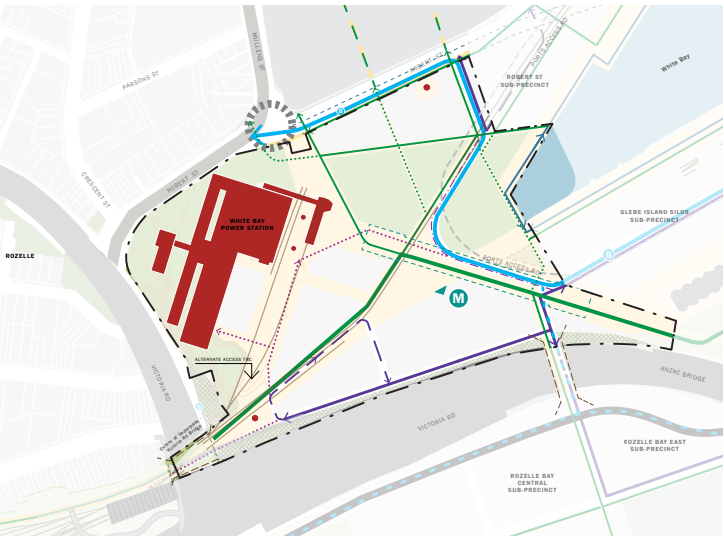 MULLENS ST
PARSONS ST
ROBERT ST
PORTS ACCESS RD
White Bay
ROBERT ST
SUB-PRECINCT
CRESCENT ST
ROBERT ST
WHITE BAY
POWER STATION
GLEBE ISLAND SILOS
SUB-PRECINCT
ROZELLE
B
PORTS ACCESS RD
M
ALTERNATE ACCESS TBC
VICTORIA RD
ANZAC BRIDGE
VICTORIA RD
ROZELLE BAY EAST
SUB-PRECINCT
ROZELLE BAY
CENTRAL
SUB-PRECINCT